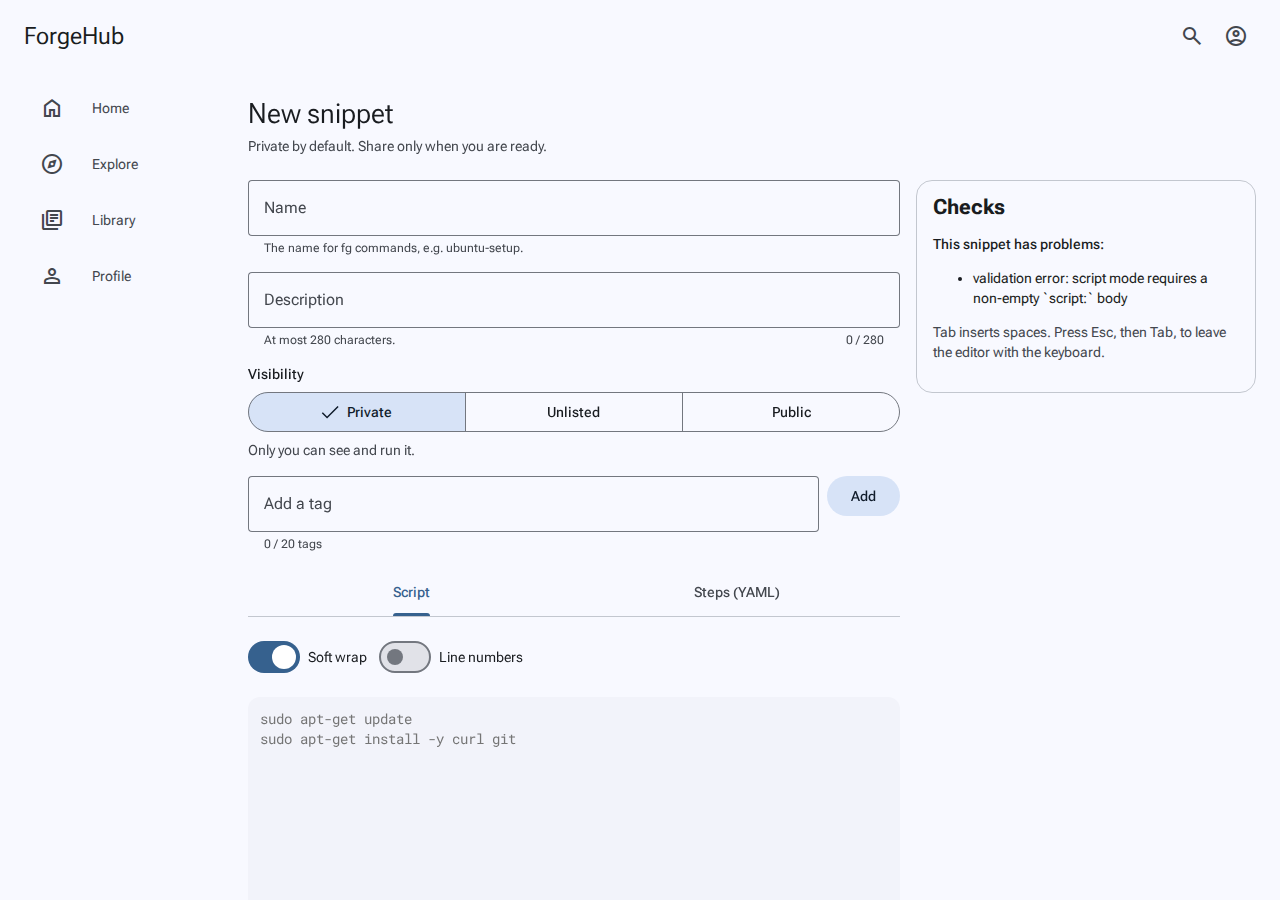 ForgeHub
Home
Explore
Library
Profile
New snippet
Private by default. Share only when you are ready.
Name
The name for fg commands, e.g. ubuntu-setup.
Description
At most 280 characters.
0 / 280
Visibility
Private
Unlisted
Public
Only you can see and run it.
Add a tag
Add
0 / 20 tags
Script
Steps (YAML)
Soft wrap
Line numbers
sudo apt-get update
sudo apt-get install -y curl git
Checks
This snippet has problems:
• validation error: script mode requires a
non-empty `script:` body
Tab inserts spaces. Press Esc, then Tab, to leave
the editor with the keyboard.